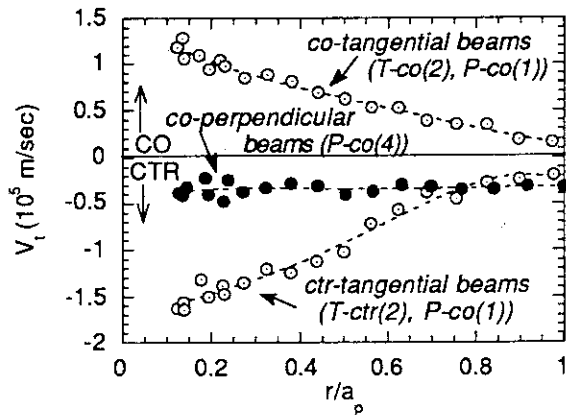 V_t (10^5 m/sec)
1.5
1
0.5
0
-0.5
-1
-1.5
-2
co-tangential beams
(T-co(2), P-co(1))
co-perpendicular
beams (P-co(4))
CO
CTR
ctr-tangential beams
(T-ctr(2), P-co(1))
0 0.2 0.4 0.6 0.8 1
r/a_p